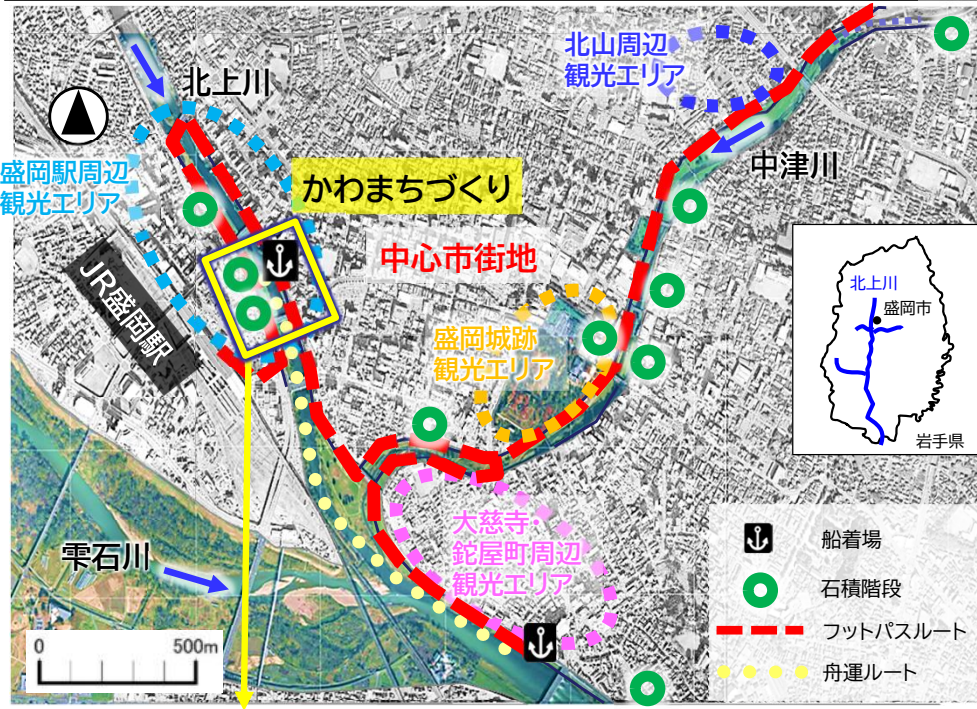 北山周辺
観光エリア
北上川
中津川
盛岡駅周辺
観光エリア
かわまちづくり
中心市街地
JR盛岡駅
盛岡城跡
観光エリア
北上川
盛岡市
岩手県
大慈寺・
鉈屋町周辺
観光エリア
雫石川
0
500m
船着場
石積階段
フットパスルート
舟運ルート